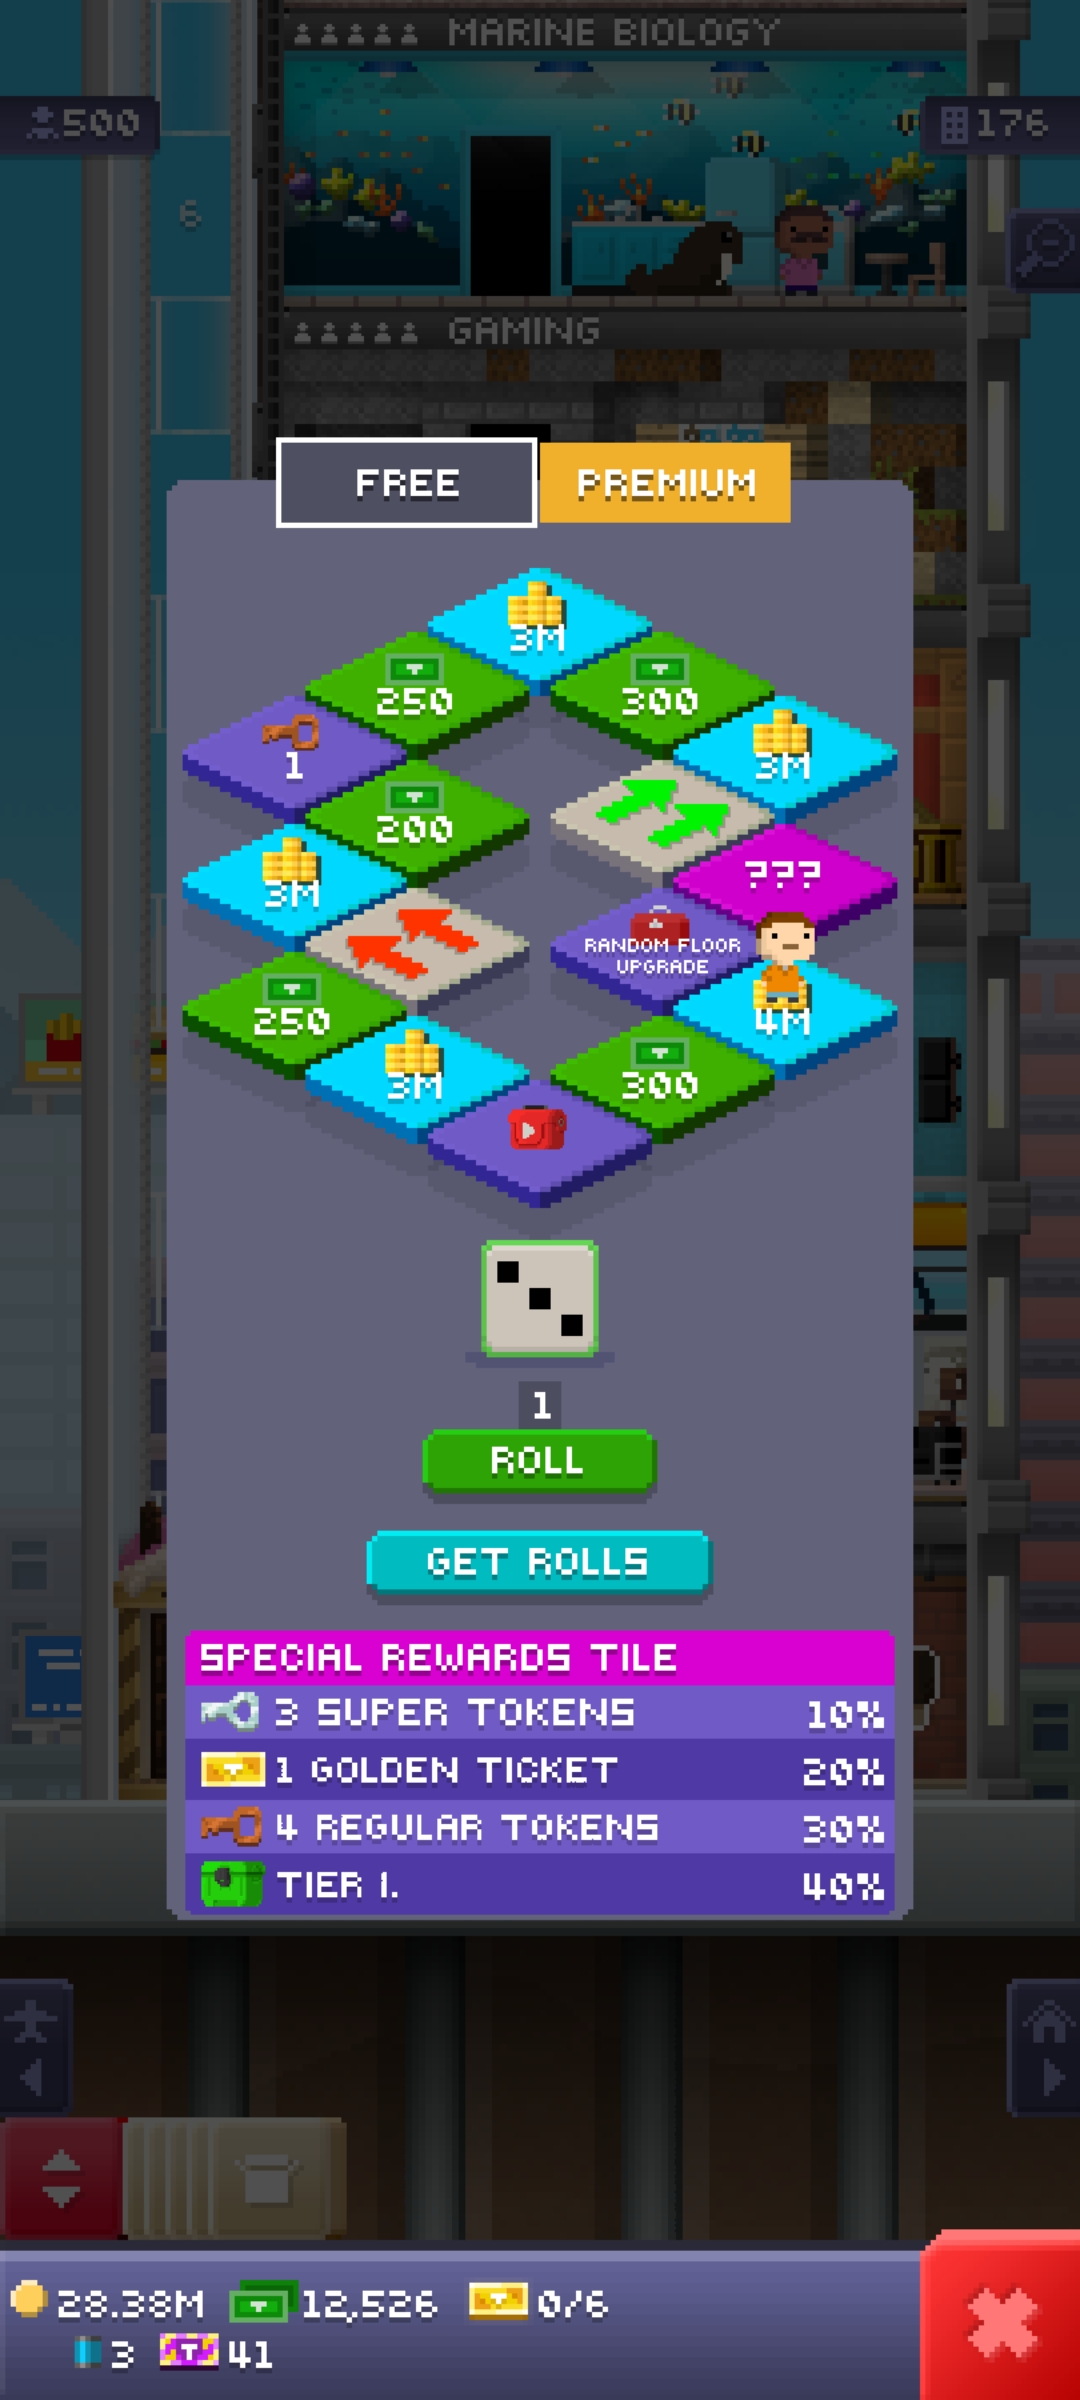 MARINE BIOLOGY
500
176
6
GAMING
FREE
PREMIUM
3M
250
300
1
3M
200
???
3M
RANDOM FLOOR
UPGRADE
250
4M
3M
300
1
ROLL
GET ROLLS
SPECIAL REWARDS TILE
3 SUPER TOKENS 10%
1 GOLDEN TICKET 20%
4 REGULAR TOKENS 30%
TIER 1. 40%
28.38M 12,526 0/6
3 41